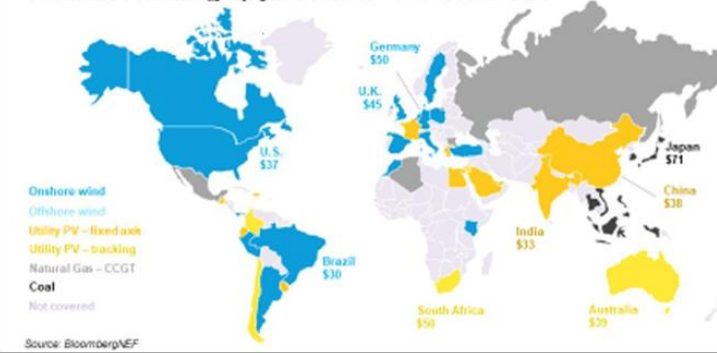 Germany
$50
U.K.
$45
U.S.
$37
Japan
$71
China
$38
India
$33
Brazil
$30
South Africa
$50
Australia
$39
Onshore wind
Offshore wind
Utility PV – fixed axis
Utility PV – tracking
Natural Gas – CCGT
Coal
Not covered
Source: BloombergNEF